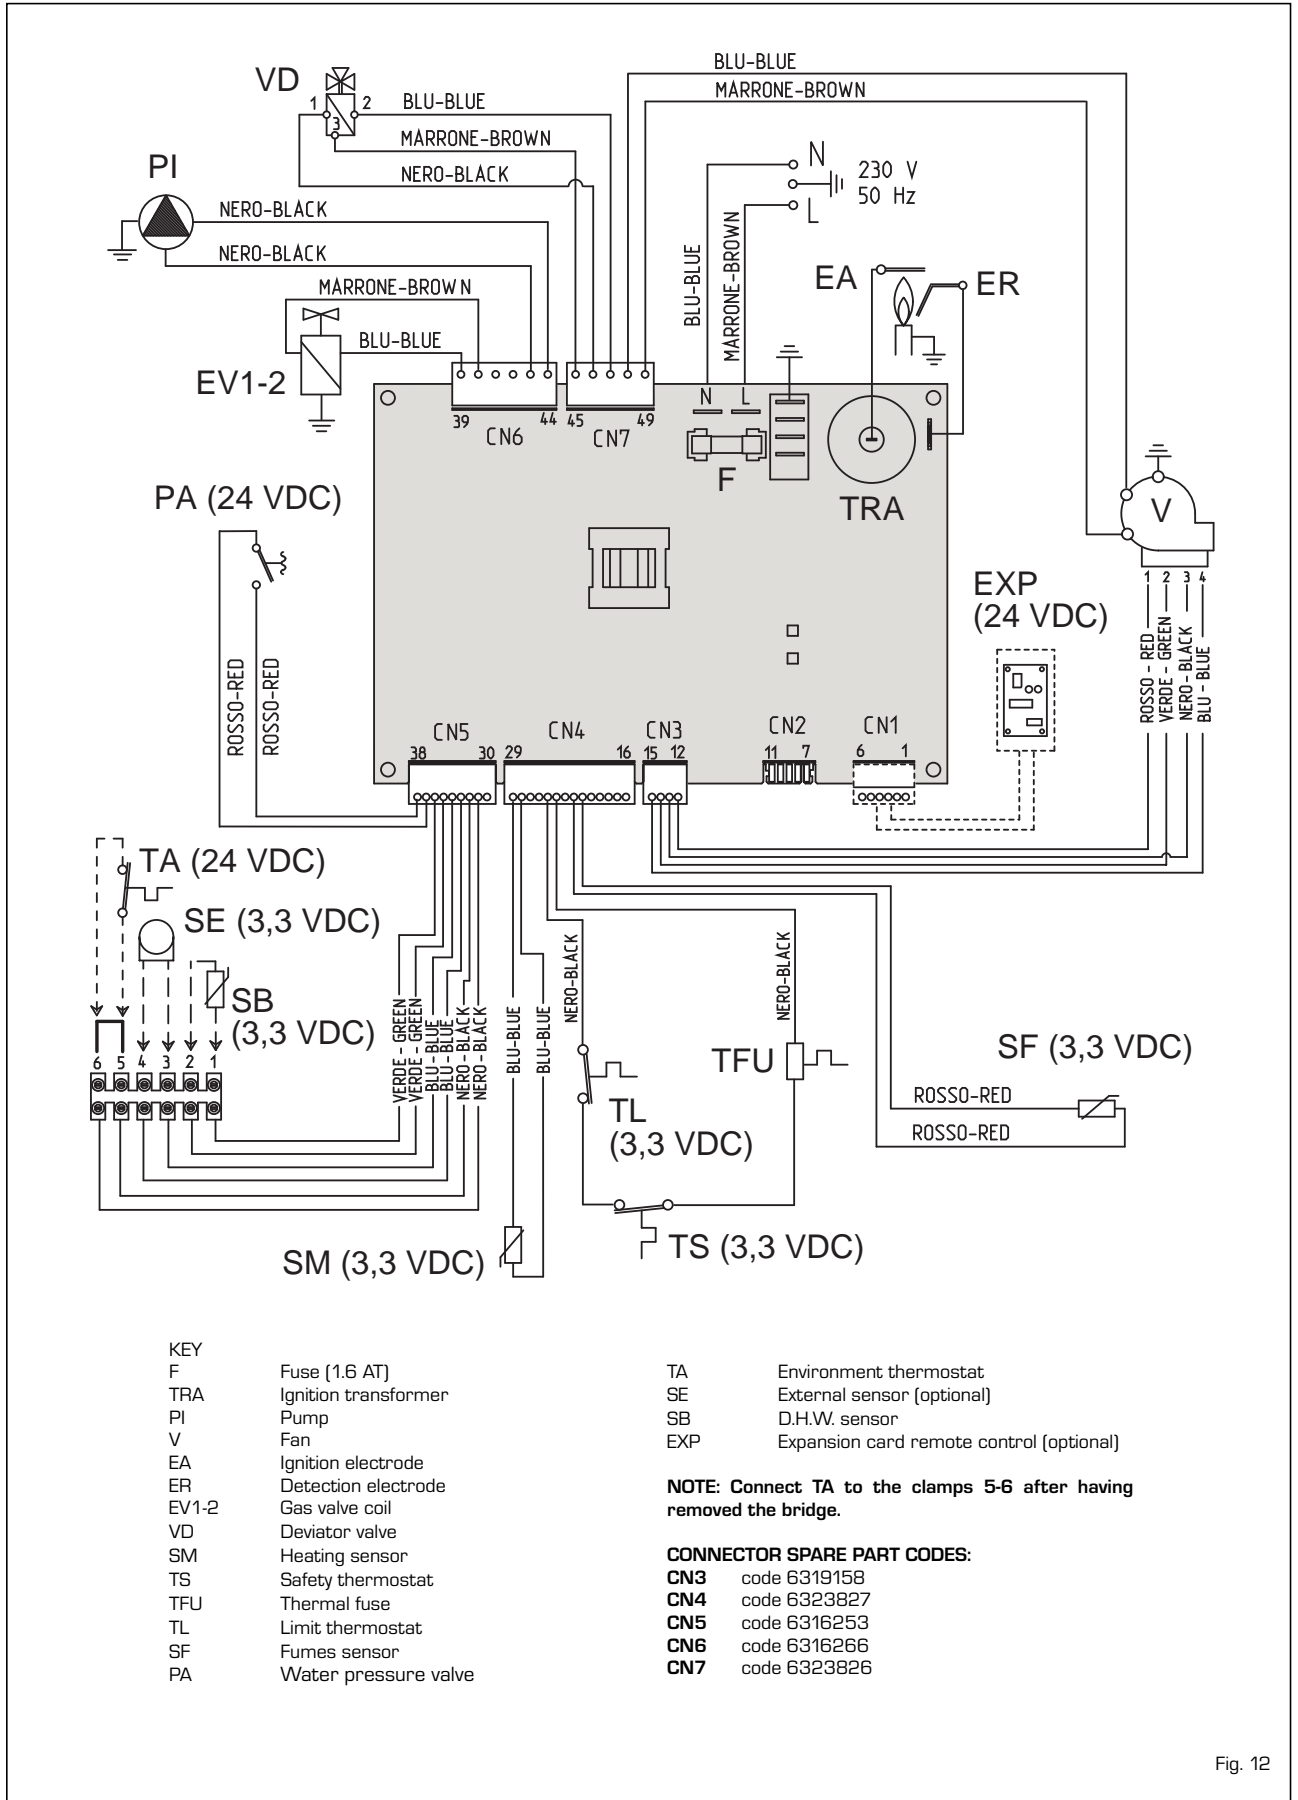 BLU-BLUE
MARRONE-BROWN
VD
1 2
3
BLU-BLUE
MARRONE-BROWN
NERO-BLACK
N
230 V
50 Hz
L
PI
NERO-BLACK
NERO-BLACK
BLU-BLUE
MARRONE-BROWN
EA
ER
MARRONE-BROWN
BLU-BLUE
EV1-2
N L
39 44 45 49
CN6 CN7
F
TRA
V
1 2 3 4
ROSSO - RED
VERDE - GREEN
NERO - BLACK
BLU - BLUE
PA (24 VDC)
ROSSO-RED
ROSSO-RED
EXP
(24 VDC)
CN5 CN4 CN3 CN2 CN1
38 30 29 16 15 12 11 7 6 1
TA (24 VDC)
SE (3,3 VDC)
SB
(3,3 VDC)
6 5 4 3 2 1
VERDE - GREEN
VERDE - GREEN
BLU-BLUE
BLU-BLUE
NERO-BLACK
NERO-BLACK
BLU-BLUE
BLU-BLUE
NERO-BLACK
NERO-BLACK
TFU
TL
(3,3 VDC)
SF (3,3 VDC)
ROSSO-RED
ROSSO-RED
TS (3,3 VDC)
SM (3,3 VDC)
KEY
F Fuse (1.6 AT)
TRA Ignition transformer
PI Pump
V Fan
EA Ignition electrode
ER Detection electrode
EV1-2 Gas valve coil
VD Deviator valve
SM Heating sensor
TS Safety thermostat
TFU Thermal fuse
TL Limit thermostat
SF Fumes sensor
PA Water pressure valve
TA Environment thermostat
SE External sensor (optional)
SB D.H.W. sensor
EXP Expansion card remote control (optional)
NOTE: Connect TA to the clamps 5-6 after having
removed the bridge.
CONNECTOR SPARE PART CODES:
CN3 code 6319158
CN4 code 6323827
CN5 code 6316253
CN6 code 6316266
CN7 code 6323826
Fig. 12